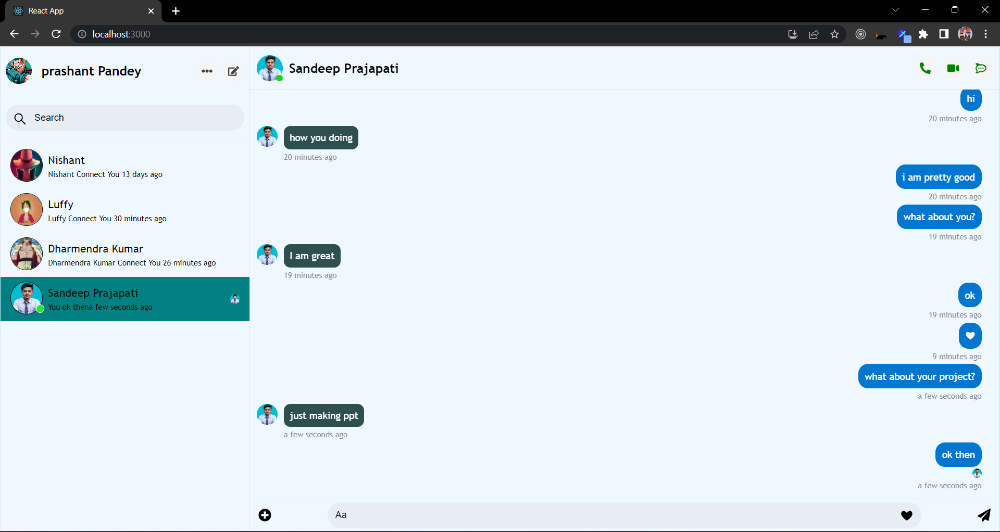 React App
localhost:3000
prashant Pandey
Search
Nishant
Nishant Connect You 13 days ago
Luffy
Luffy Connect You 30 minutes ago
Dharmendra Kumar
Dharmendra Kumar Connect You 26 minutes ago
Sandeep Prajapati
You ok thena few seconds ago
Sandeep Prajapati
hi
20 minutes ago
how you doing
20 minutes ago
i am pretty good
20 minutes ago
what about you?
19 minutes ago
I am great
19 minutes ago
ok
19 minutes ago
9 minutes ago
what about your project?
a few seconds ago
just making ppt
a few seconds ago
ok then
a few seconds ago
Aa